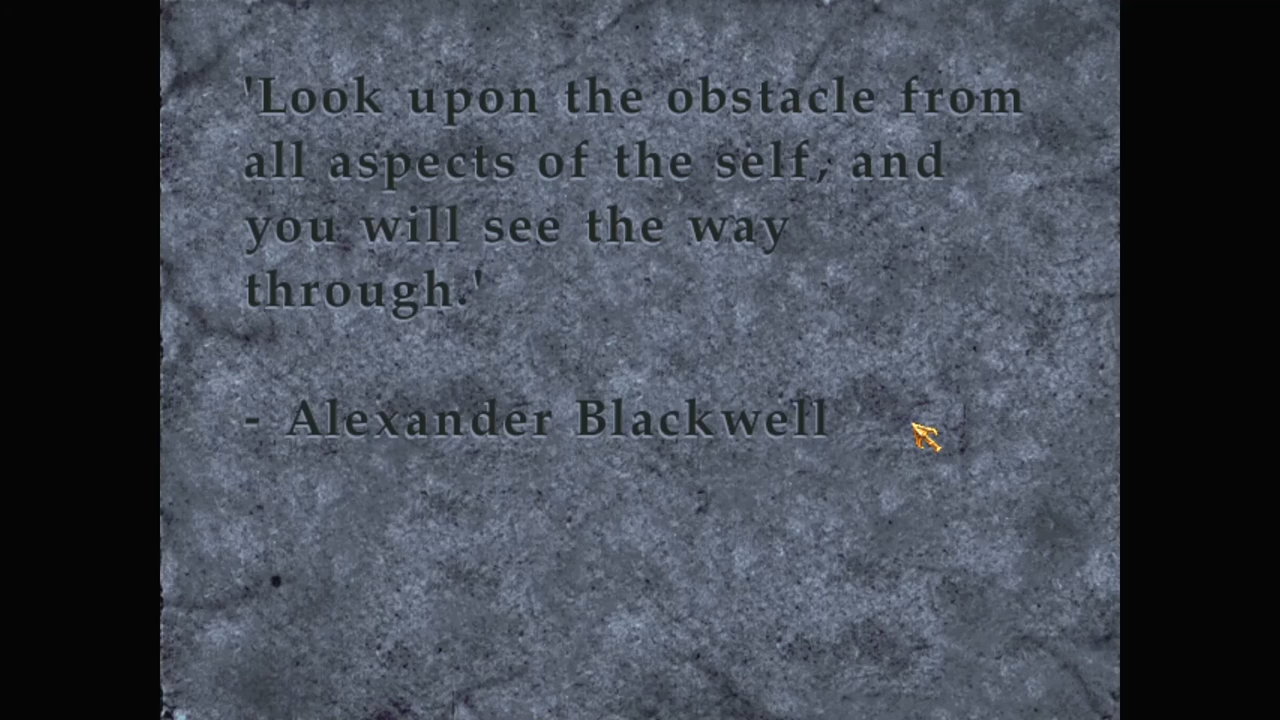 'Look upon the obstacle from
all aspects of the self, and
you will see the way
through.'
- Alexander Blackwell